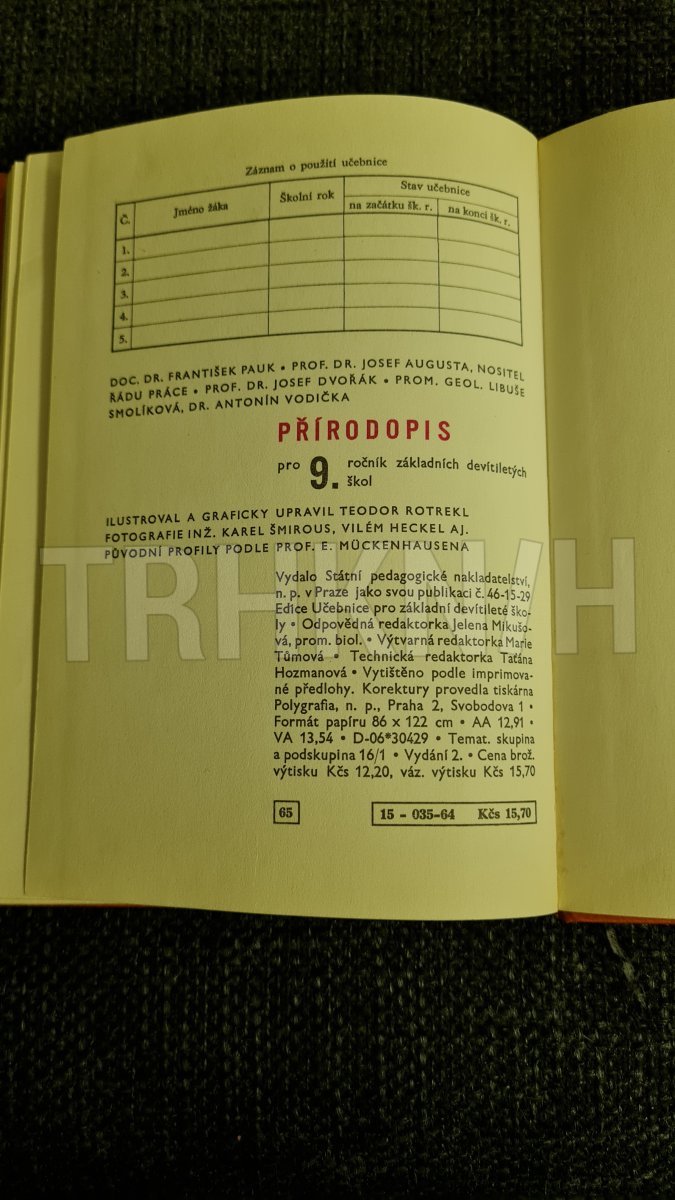 Záznam o použití učebnice
Č. Jméno žáka Školní rok Stav učebnice
na začátku šk. r. na konci šk. r.
1.
2.
3.
4.
5.
DOC. DR. FRANTIŠEK PAUK • PROF. DR. JOSEF AUGUSTA, NOSITEL
ŘÁDU PRÁCE • PROF. DR. JOSEF DVOŘÁK • PROM. GEOL. LIBUŠE
SMOLÍKOVÁ, DR. ANTONÍN VODIČKA
PŘÍRODOPIS
pro 9. ročník základních devítiletých
škol
ILUSTROVAL A GRAFICKY UPRAVIL TEODOR ROTREKL
FOTOGRAFIE INŽ. KAREL ŠMIROUS, VILÉM HECKEL AJ.
PŮVODNÍ PROFILY PODLE PROF. E. MÜCKENHAUSENA
TRHKNIH
Vydalo Státní pedagogické nakladatelství,
n. p. v Praze jako svou publikaci č. 46-15-29
Edice Učebnice pro základní devítileté ško-
ly • Odpovědná redaktorka Jelena Mikušo-
vá, prom. biol. • Výtvarná redaktorka Marie
Tůmová • Technická redaktorka Taťána
Hozmanová • Vytištěno podle imprimova-
né předlohy. Korektury provedla tiskárna
Polygrafia, n. p., Praha 2, Svobodova 1 •
Formát papíru 86 x 122 cm • AA 12,91 •
VA 13,54 • D-06*30429 • Temat. skupina
a podskupina 16/1 • Vydání 2. • Cena brož.
výtisku Kčs 12,20, váz. výtisku Kčs 15,70
65 15 - 035-64 Kčs 15,70